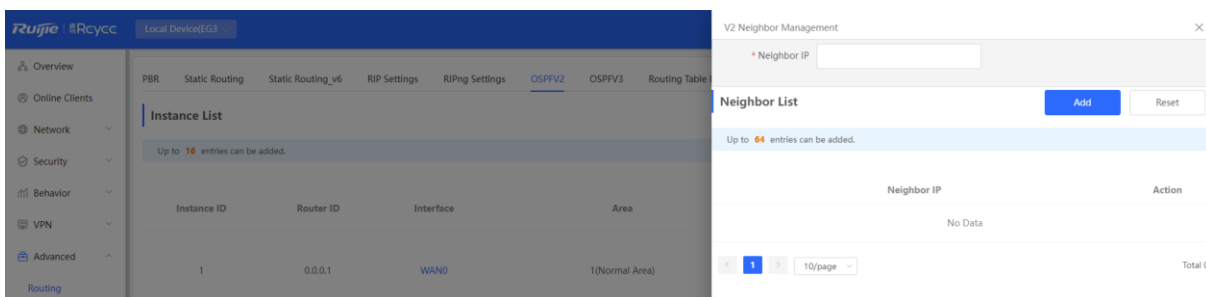 Ruijie Rcycc Local Device(EG3
V2 Neighbor Management
* Neighbor IP
Overview
Online Clients
Network
Security
Behavior
VPN
Advanced
Routing
PBR Static Routing Static Routing_v6 RIP Settings RIPng Settings OSPFV2 OSPFV3 Routing Table
Instance List
Up to 16 entries can be added.
Instance ID Router ID Interface Area
1 0.0.0.1 WAN0 1(Normal Area)
Neighbor List Add Reset
Up to 64 entries can be added.
Neighbor IP Action
No Data
1 10/page Total